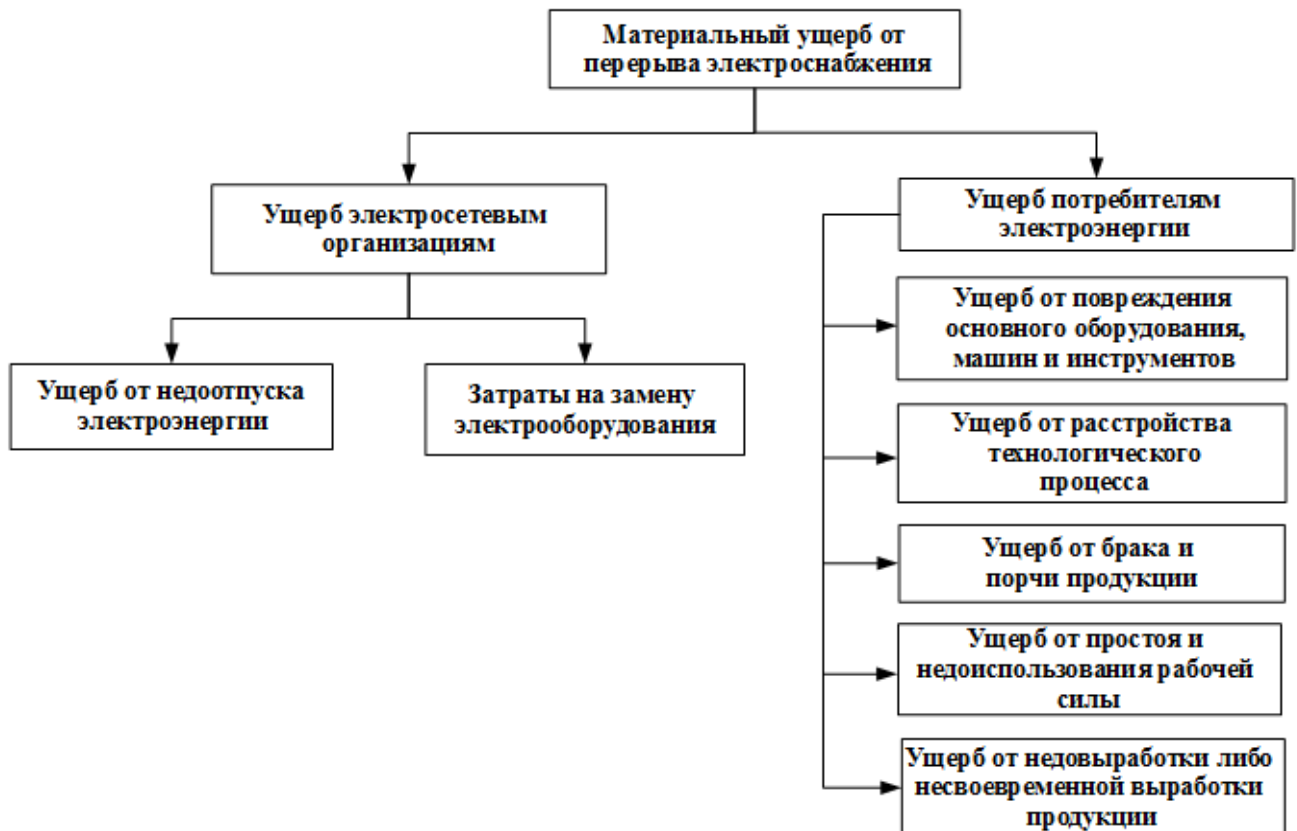 Материальный ущерб от
перерыва электроснабжения
Ущерб электросетевым
организациям
Ущерб потребителям
электроэнергии
Ущерб от недоотпуска
электроэнергии
Затраты на замену
электрооборудования
Ущерб от повреждения
основного оборудования,
машин и инструментов
Ущерб от расстройства
технологического
процесса
Ущерб от брака и
порчи продукции
Ущерб от простоя и
недоиспользования рабочей
силы
Ущерб от недовыработки либо
несвоевременной выработки
продукции